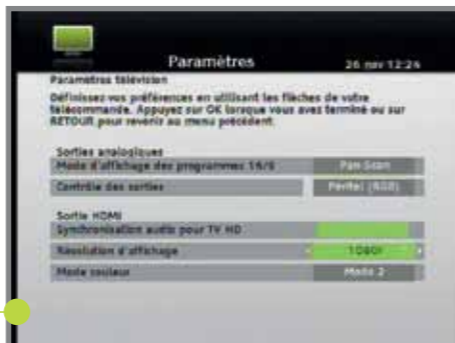 Paramètres 26 nov 12:24
Paramètres télévision
Définissez vos préférences en utilisant les flèches de votre
télécommande. Appuyez sur OK lorsque vous avez terminé ou sur
RETOUR pour revenir au menu précédent.
Sorties analogiques
Mode d'affichage des programmes 16/9 Pan Scan
Contrôle des sorties Péritel (RGB)
Sortie HDMI
Synchronisation audio pour TV HD
Résolution d'affichage 1080i
Mode couleur Mode 2